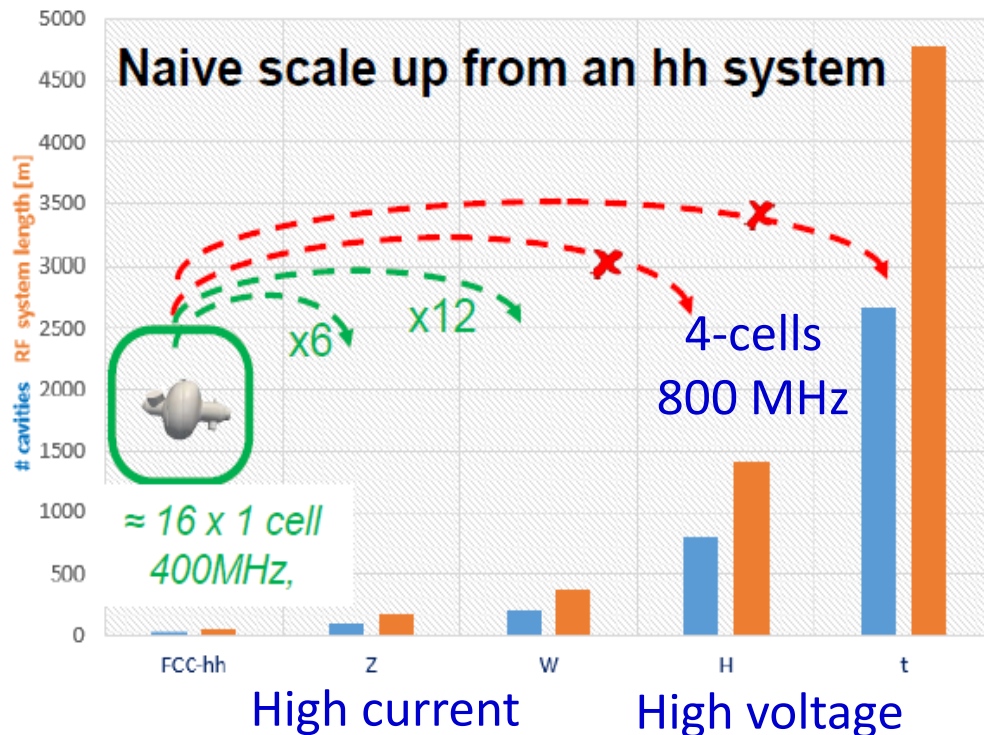 Naive scale up from an hh system
5000
4500
4000
3500
3000
2500
2000
1500
1000
500
0
# cavities RF system length [m]
x6
x12
4-cells
800 MHz
≈ 16 x 1 cell
400MHz,
FCC-hh Z W H t
High current High voltage